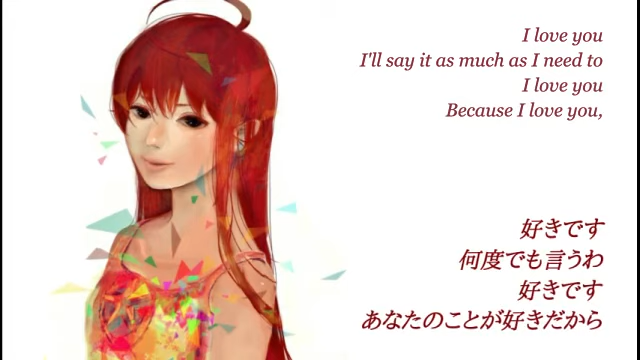 I love you
I'll say it as much as I need to
I love you
Because I love you,
好きです
何度でも言うわ
好きです
あなたのことが好きだから